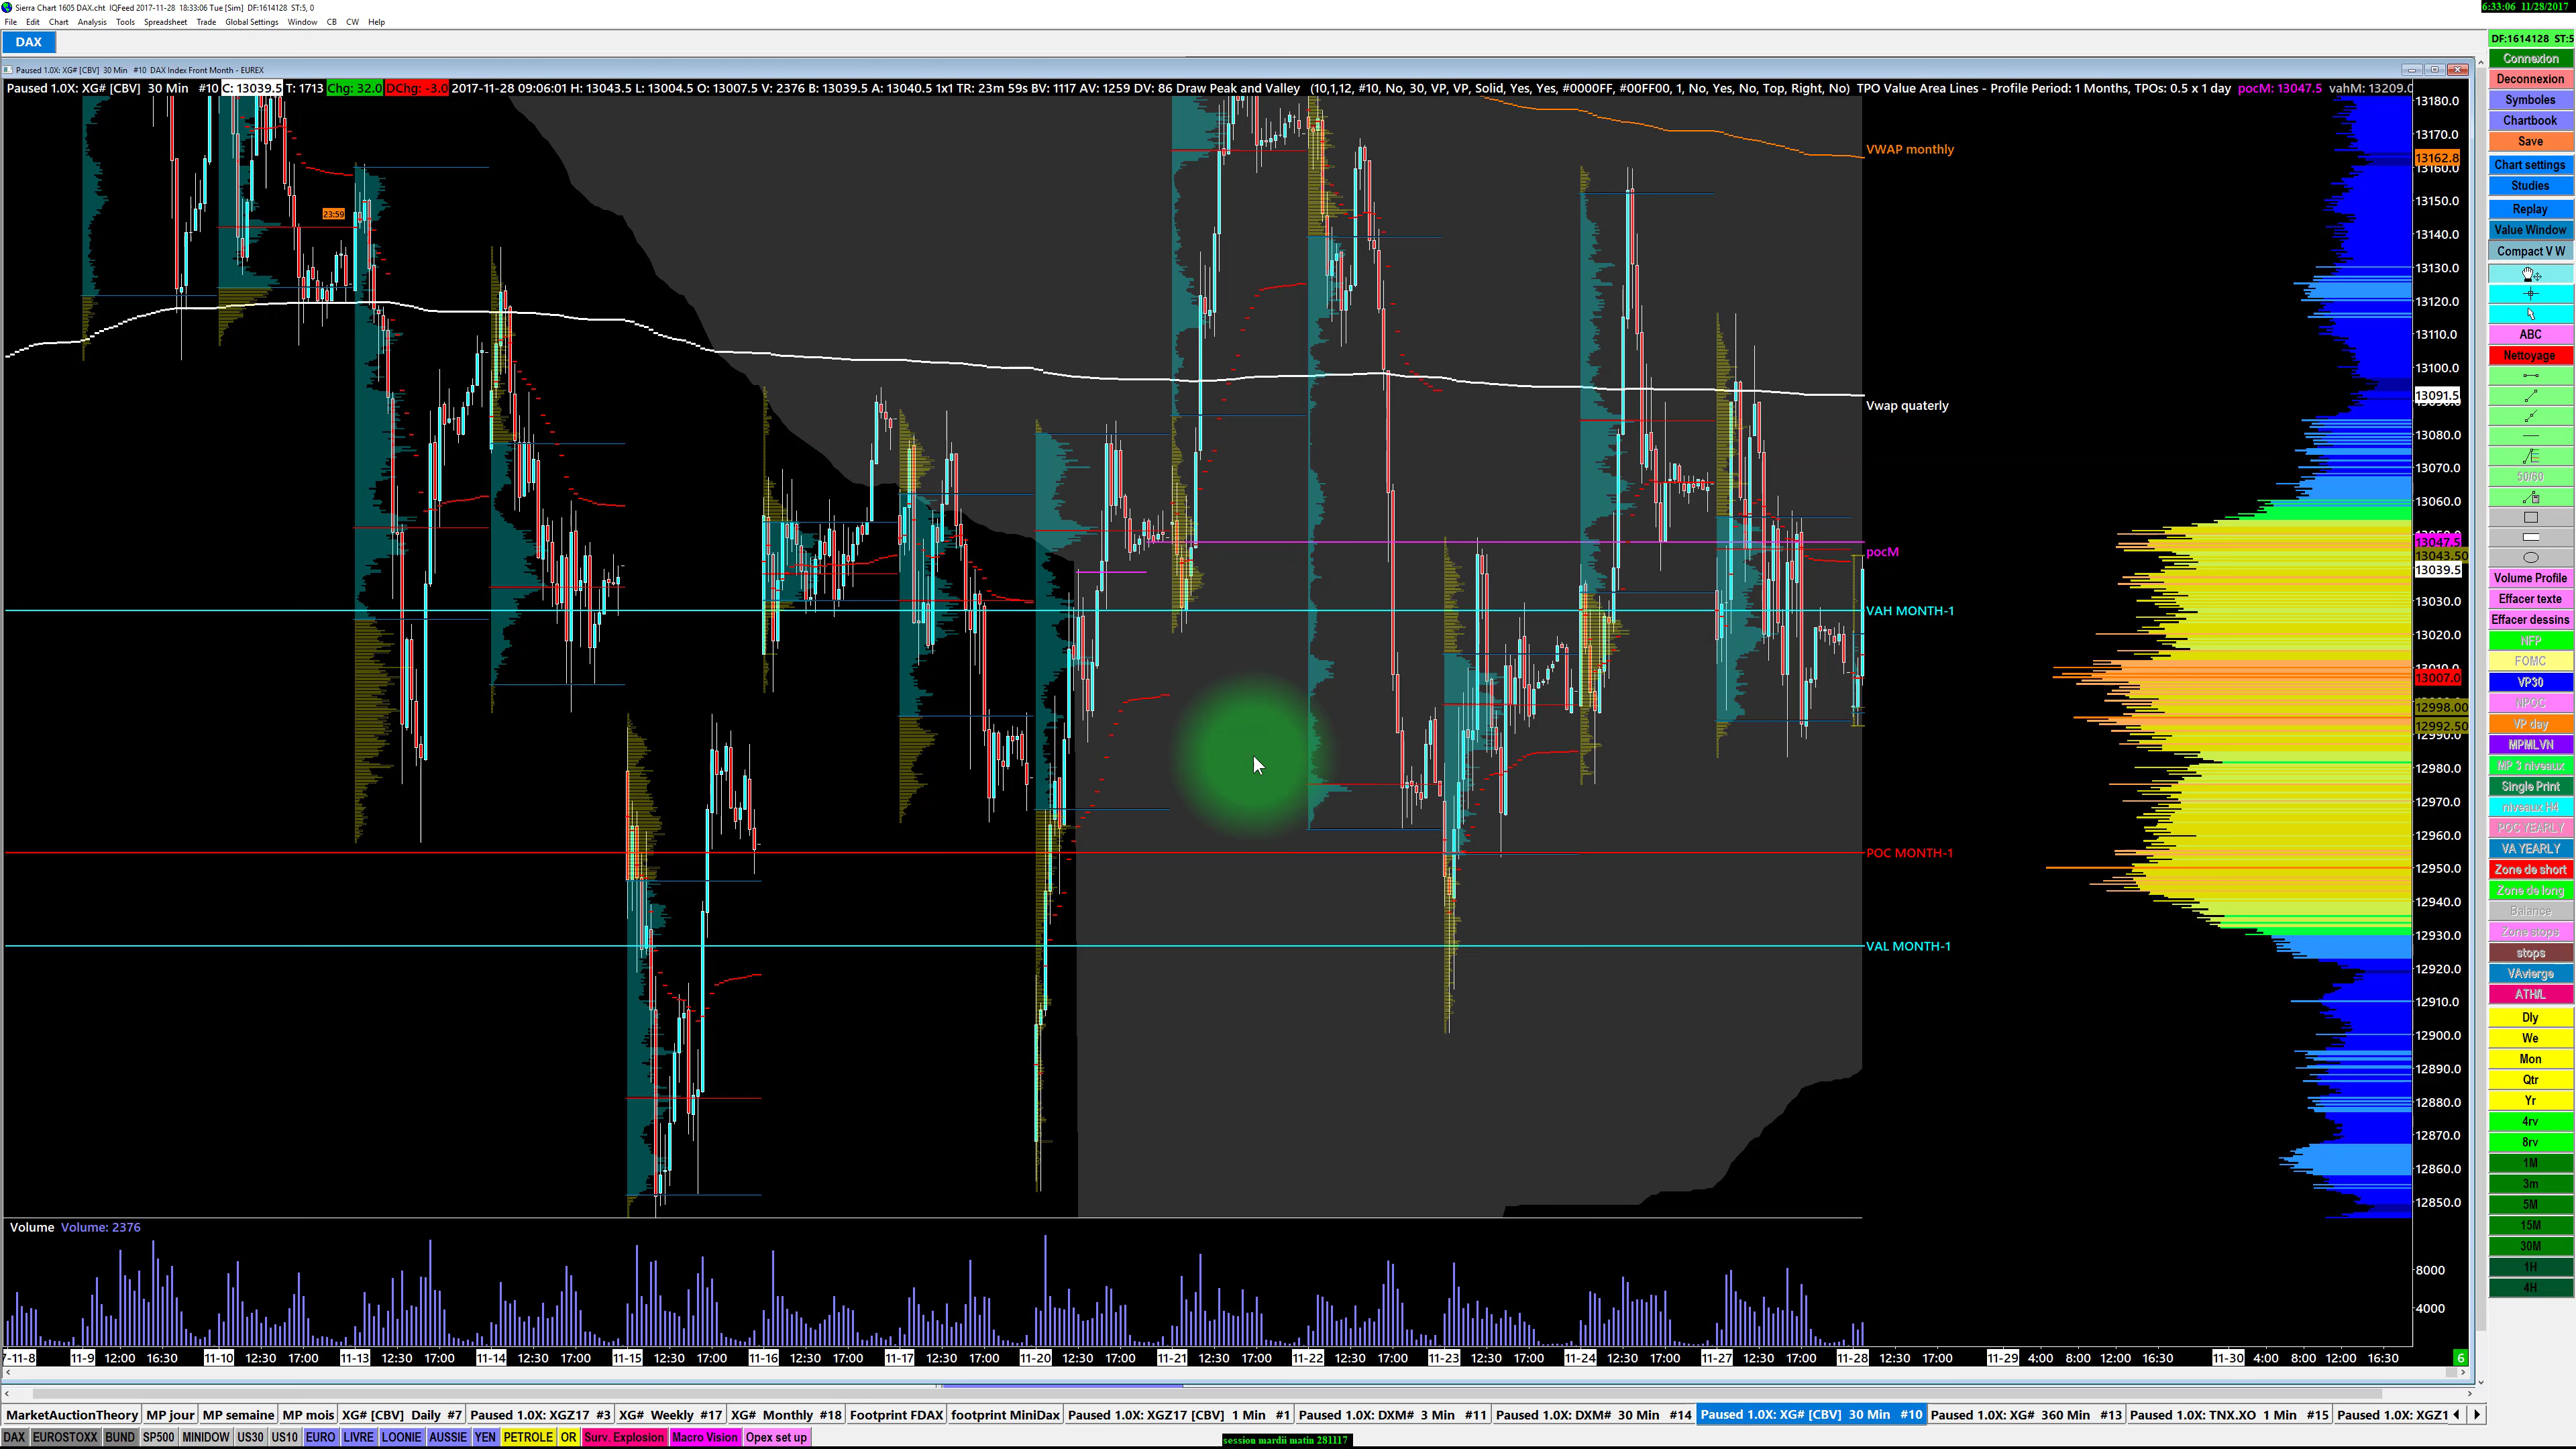 Sierra Chart 1605 DAX.cht  IQFeed 2017-11-28  18:33:06 Tue [Sim]  DF:1614128  ST:5, 0
6:33:06  11/28/2017
File  Edit  Chart  Analysis  Tools  Spreadsheet  Trade  Global Settings  Window  CB  CW  Help
DAX
DF:1614128  ST:5
Paused 1.0X: XG# [CBV]  30 Min   #10  DAX Index Front Month - EUREX
Paused 1.0X: XG# [CBV]  30 Min   #10 C: 13039.5 T: 1713 Chg: 32.0 DChg: -3.0 2017-11-28 09:06:01 H: 13043.5 L: 13004.5 O: 13007.5 V: 2376 B: 13039.5 A: 13040.5 1x1 TR: 23m 59s BV: 1117 AV: 1259 DV: 86 Draw Peak and Valley   (10,1,12, #10, No, 30, VP, VP, Solid, Yes, Yes, #0000FF, #00FF00, 1, No, Yes, No, Top, Right, No)  TPO Value Area Lines - Profile Period: 1 Months, TPOs: 0.5 x 1 day  pocM: 13047.5  vahM: 13209.0
23:59
VWAP monthly
Vwap quaterly
pocM
VAH MONTH-1
POC MONTH-1
VAL MONTH-1
13180.0
13170.0
13162.8
13160.0
13150.0
13140.0
13130.0
13120.0
13110.0
13100.0
13091.5
13080.0
13070.0
13060.0
13047.5
13043.50
13039.5
13030.0
13020.0
13010.0
13007.0
12998.00
12992.50
12990.0
12980.0
12970.0
12960.0
12950.0
12940.0
12930.0
12920.0
12910.0
12900.0
12890.0
12880.0
12870.0
12860.0
12850.0
Connexion
Deconnexion
Symboles
Chartbook
Save
Chart settings
Studies
Replay
Value Window
Compact V W
ABC
Nettoyage
50/60
Volume Profile
Effacer texte
Effacer dessins
NFP
FOMC
VP30
NPOC
VP day
MPMLVN
MP 3 niveaux
Single Print
niveaux H4
POC YEARLY
VA YEARLY
Zone de short
Zone de long
Balance
Zone stops
stops
VAvierge
ATH/L
Dly
We
Mon
Qtr
Yr
4rv
8rv
1M
3m
5M
15M
30M
1H
4H
Volume  Volume: 2376
8000
4000
7-11-8  11-9  12:00  16:30  11-10  12:30  17:00  11-13  12:30  17:00  11-14  12:30  17:00  11-15  12:30  17:00  11-16  12:30  17:00  11-17  12:30  17:00  11-20  12:30  17:00  11-21  12:30  17:00  11-22  12:30  17:00  11-23  12:30  17:00  11-24  12:30  17:00  11-27  12:30  17:00  11-28  12:30  17:00  11-29  4:00  8:00  12:00  16:30  11-30  4:00  8:00  12:00  16:30  6
MarketAuctionTheory  MP jour  MP semaine  MP mois  XG# [CBV]  Daily  #7  Paused 1.0X: XGZ17  #3  XG#  Weekly  #17  XG#  Monthly  #18  Footprint FDAX  footprint MiniDax  Paused 1.0X: XGZ17 [CBV]  1 Min   #1  Paused 1.0X: DXM#  3 Min   #11  Paused 1.0X: DXM#  30 Min   #14  Paused 1.0X: XG# [CBV]  30 Min   #10  Paused 1.0X: XG#  360 Min   #13  Paused 1.0X: TNX.XO  1 Min   #15  Paused 1.0X: XGZ1
DAX  EUROSTOXX  BUND  SP500  MINIDOW  US30  US10  EURO  LIVRE  LOONIE  AUSSIE  YEN  PETROLE  OR  Surv. Explosion  Macro Vision  Opex set up
session mardii matin 281117